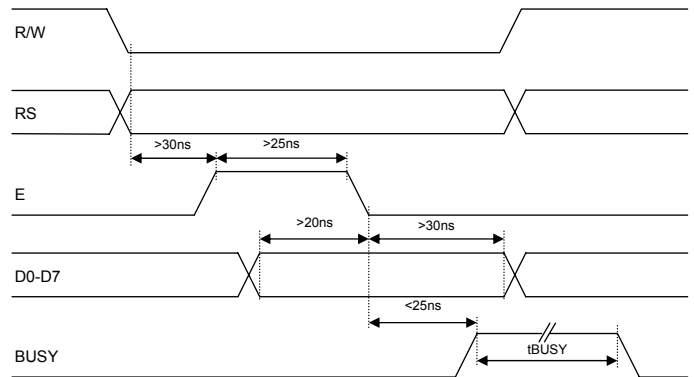 R/W
RS
>30ns >25ns
E
>20ns >30ns
D0-D7
<25ns
tBUSY
BUSY